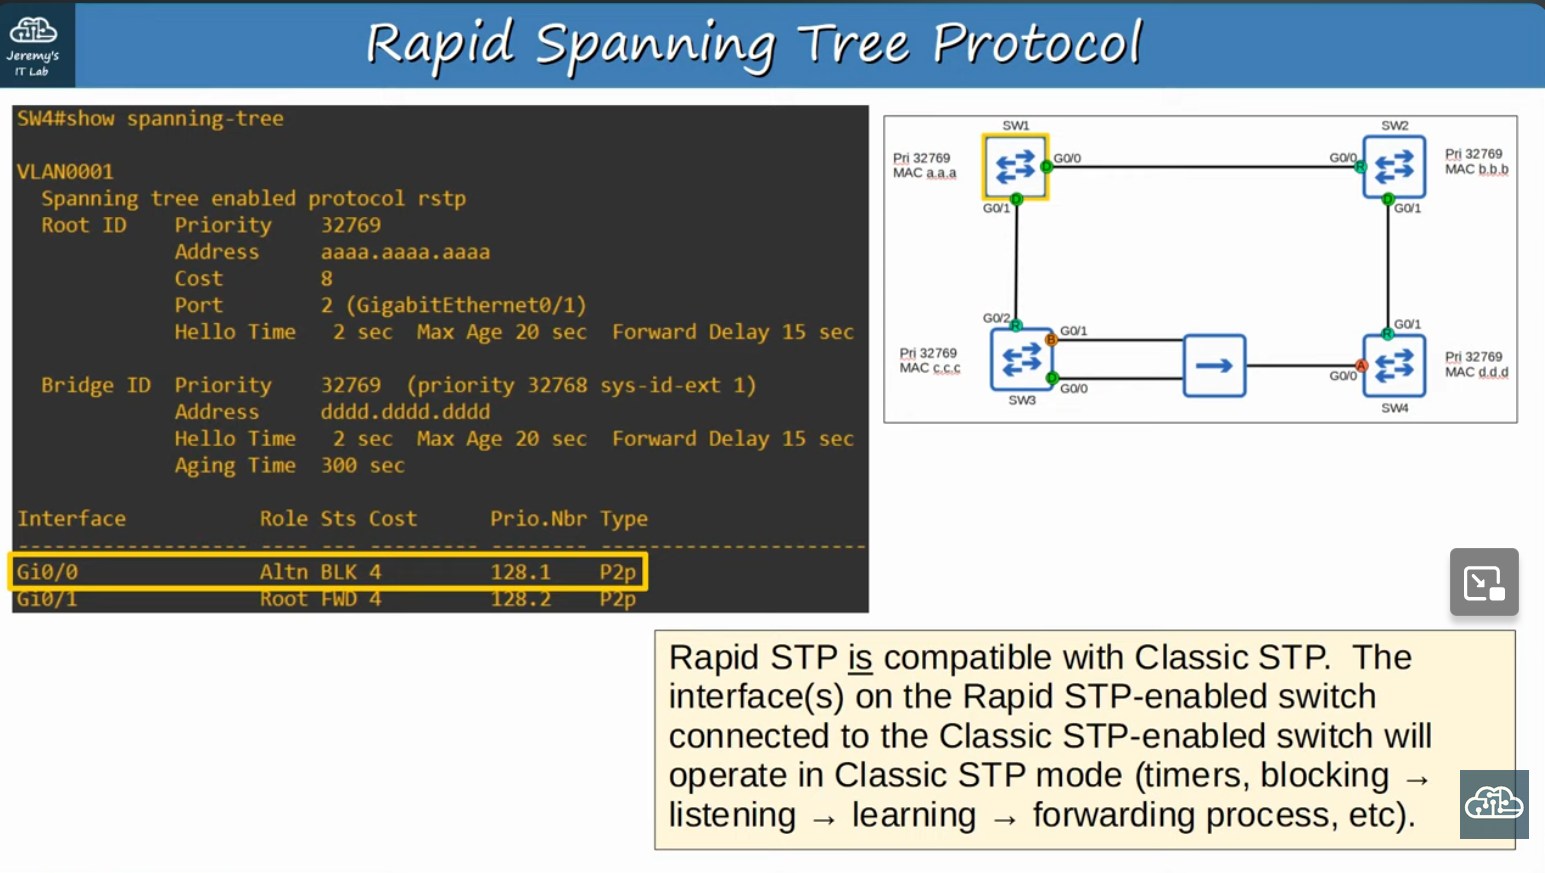 Jeremy's
IT Lab
Rapid Spanning Tree Protocol
SW4#show spanning-tree
VLAN0001
Spanning tree enabled protocol rstp
Root ID Priority 32769
Address aaaa.aaaa.aaaa
Cost 8
Port 2 (GigabitEthernet0/1)
Hello Time 2 sec Max Age 20 sec Forward Delay 15 sec
Bridge ID Priority 32769 (priority 32768 sys-id-ext 1)
Address dddd.dddd.dddd
Hello Time 2 sec Max Age 20 sec Forward Delay 15 sec
Aging Time 300 sec
Interface Role Sts Cost Prio.Nbr Type
------------------- ---- --- --------- -------- ----------------------
Gi0/0 Altn BLK 4 128.1 P2p
Gi0/1 Root FWD 4 128.2 P2p
SW1
SW2
Pri 32769
MAC a.a.a
D
G0/0
G0/0
R
Pri 32769
MAC b.b.b
G0/1
D
D
G0/1
G0/2
R
G0/1
B
R
G0/1
Pri 32769
MAC c.c.c
D
G0/0
A
G0/0
Pri 32769
MAC d.d.d
SW3
SW4
Rapid STP is compatible with Classic STP. The
interface(s) on the Rapid STP-enabled switch
connected to the Classic STP-enabled switch will
operate in Classic STP mode (timers, blocking →
listening → learning → forwarding process, etc).